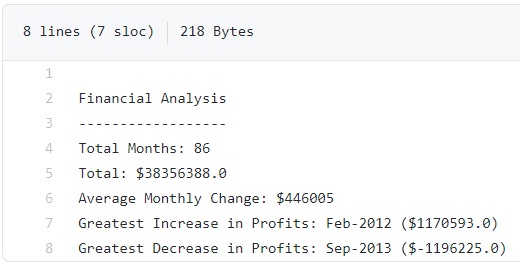 8 lines (7 sloc) 218 Bytes
1
2 Financial Analysis
3 ------------------
4 Total Months: 86
5 Total: $38356388.0
6 Average Monthly Change: $446005
7 Greatest Increase in Profits: Feb-2012 ($1170593.0)
8 Greatest Decrease in Profits: Sep-2013 ($-1196225.0)